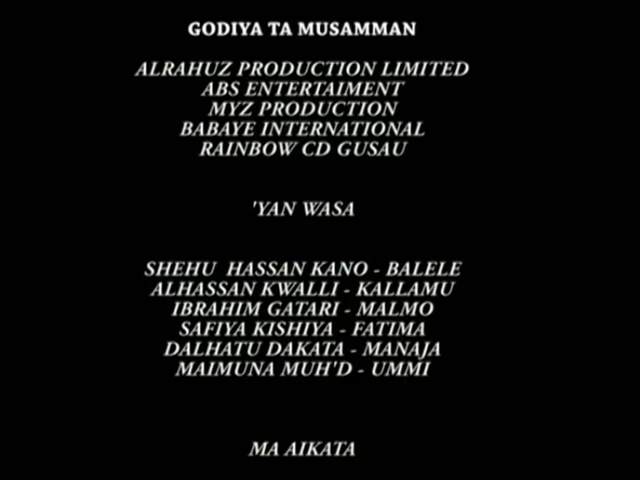 GODIYA TA MUSAMMAN
ALRAHUZ PRODUCTION LIMITED
ABS ENTERTAIMENT
MYZ PRODUCTION
BABAYE INTERNATIONAL
RAINBOW CD GUSAU
'YAN WASA
SHEHU HASSAN KANO - BALELE
ALHASSAN KWALLI - KALLAMU
IBRAHIM GATARI - MALMO
SAFIYA KISHIYA - FATIMA
DALHATU DAKATA - MANAJA
MAIMUNA MUH'D - UMMI
MA AIKATA